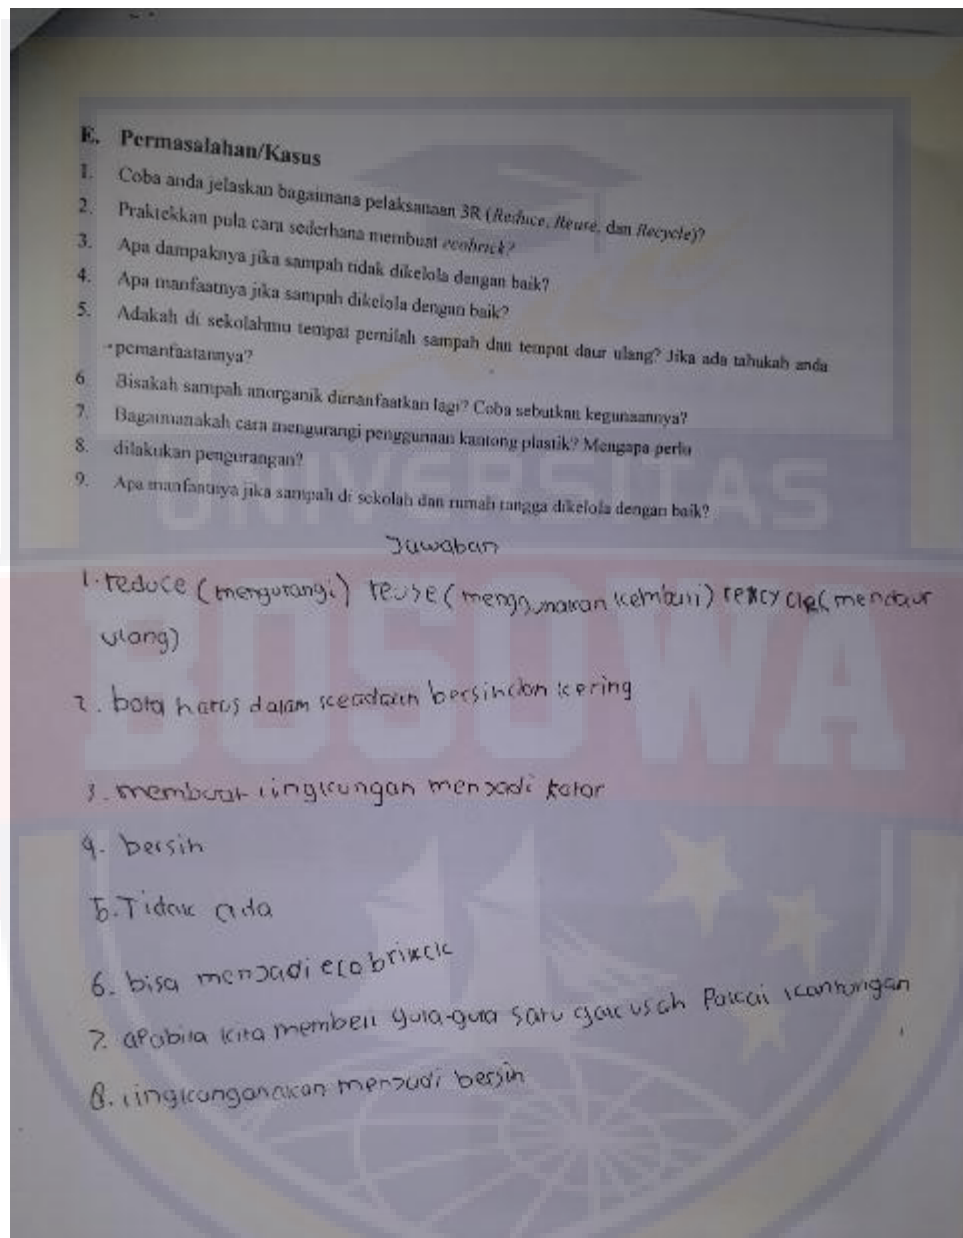 E. Permasalahan/Kasus
1. Coba anda jelaskan bagaimana pelaksanaan 3R (Reduce, Reuse, dan Recycle)?
2. Praktekkan pula cara sederhana membuat ecobrick?
3. Apa dampaknya jika sampah tidak dikelola dengan baik?
4. Apa manfaatnya jika sampah dikelola dengan baik?
5. Adakah di sekolahmu tempat pemilah sampah dan tempat daur ulang? Jika ada tahukah anda
pemanfaatannya?
6. Bisakah sampah anorganik dimanfaatkan lagi? Coba sebutkan kegunaannya?
7. Bagaimanakah cara mengurangi penggunaan kantong plastik? Mengapa perlu
8. dilakukan pengurangan?
9. Apa manfaatnya jika sampah di sekolah dan rumah tangga dikelola dengan baik?
UNIVERSITAS
Jawaban
1. reduce (mengurangi) reuse (menggunakan kembali) recycle (mendaur
ulang)
BOSOWA
2. botol harus dalam keadaan bersih dan kering
3. membuat lingkungan menjadi kotor
4. bersih
5. Tidak ada
6. bisa menjadi ecobrick
7. apabila kita membeli gula-gula satu gak usah Pakai kantongan
8. lingkungan akan menjadi bersih